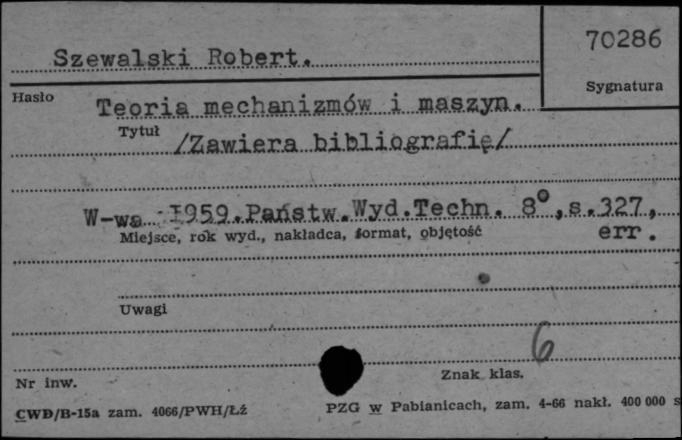 70286
Szewalski Robert.
Sygnatura
Hasło
Teoria mechanizmów i maszyn.
Tytuł
/Zawiera bibliografię/
W-wa 1959.Państw.Wyd.Techn. 8°,s.327,
Miejsce, rok wyd., nakładca, format, objętość
err.
Uwagi
6
Nr inw.
Znak klas.
CWD/B-15a zam. 4066/PWH/Łź
PZG w Pabianicach, zam. 4-66 nakł. 400 000 s